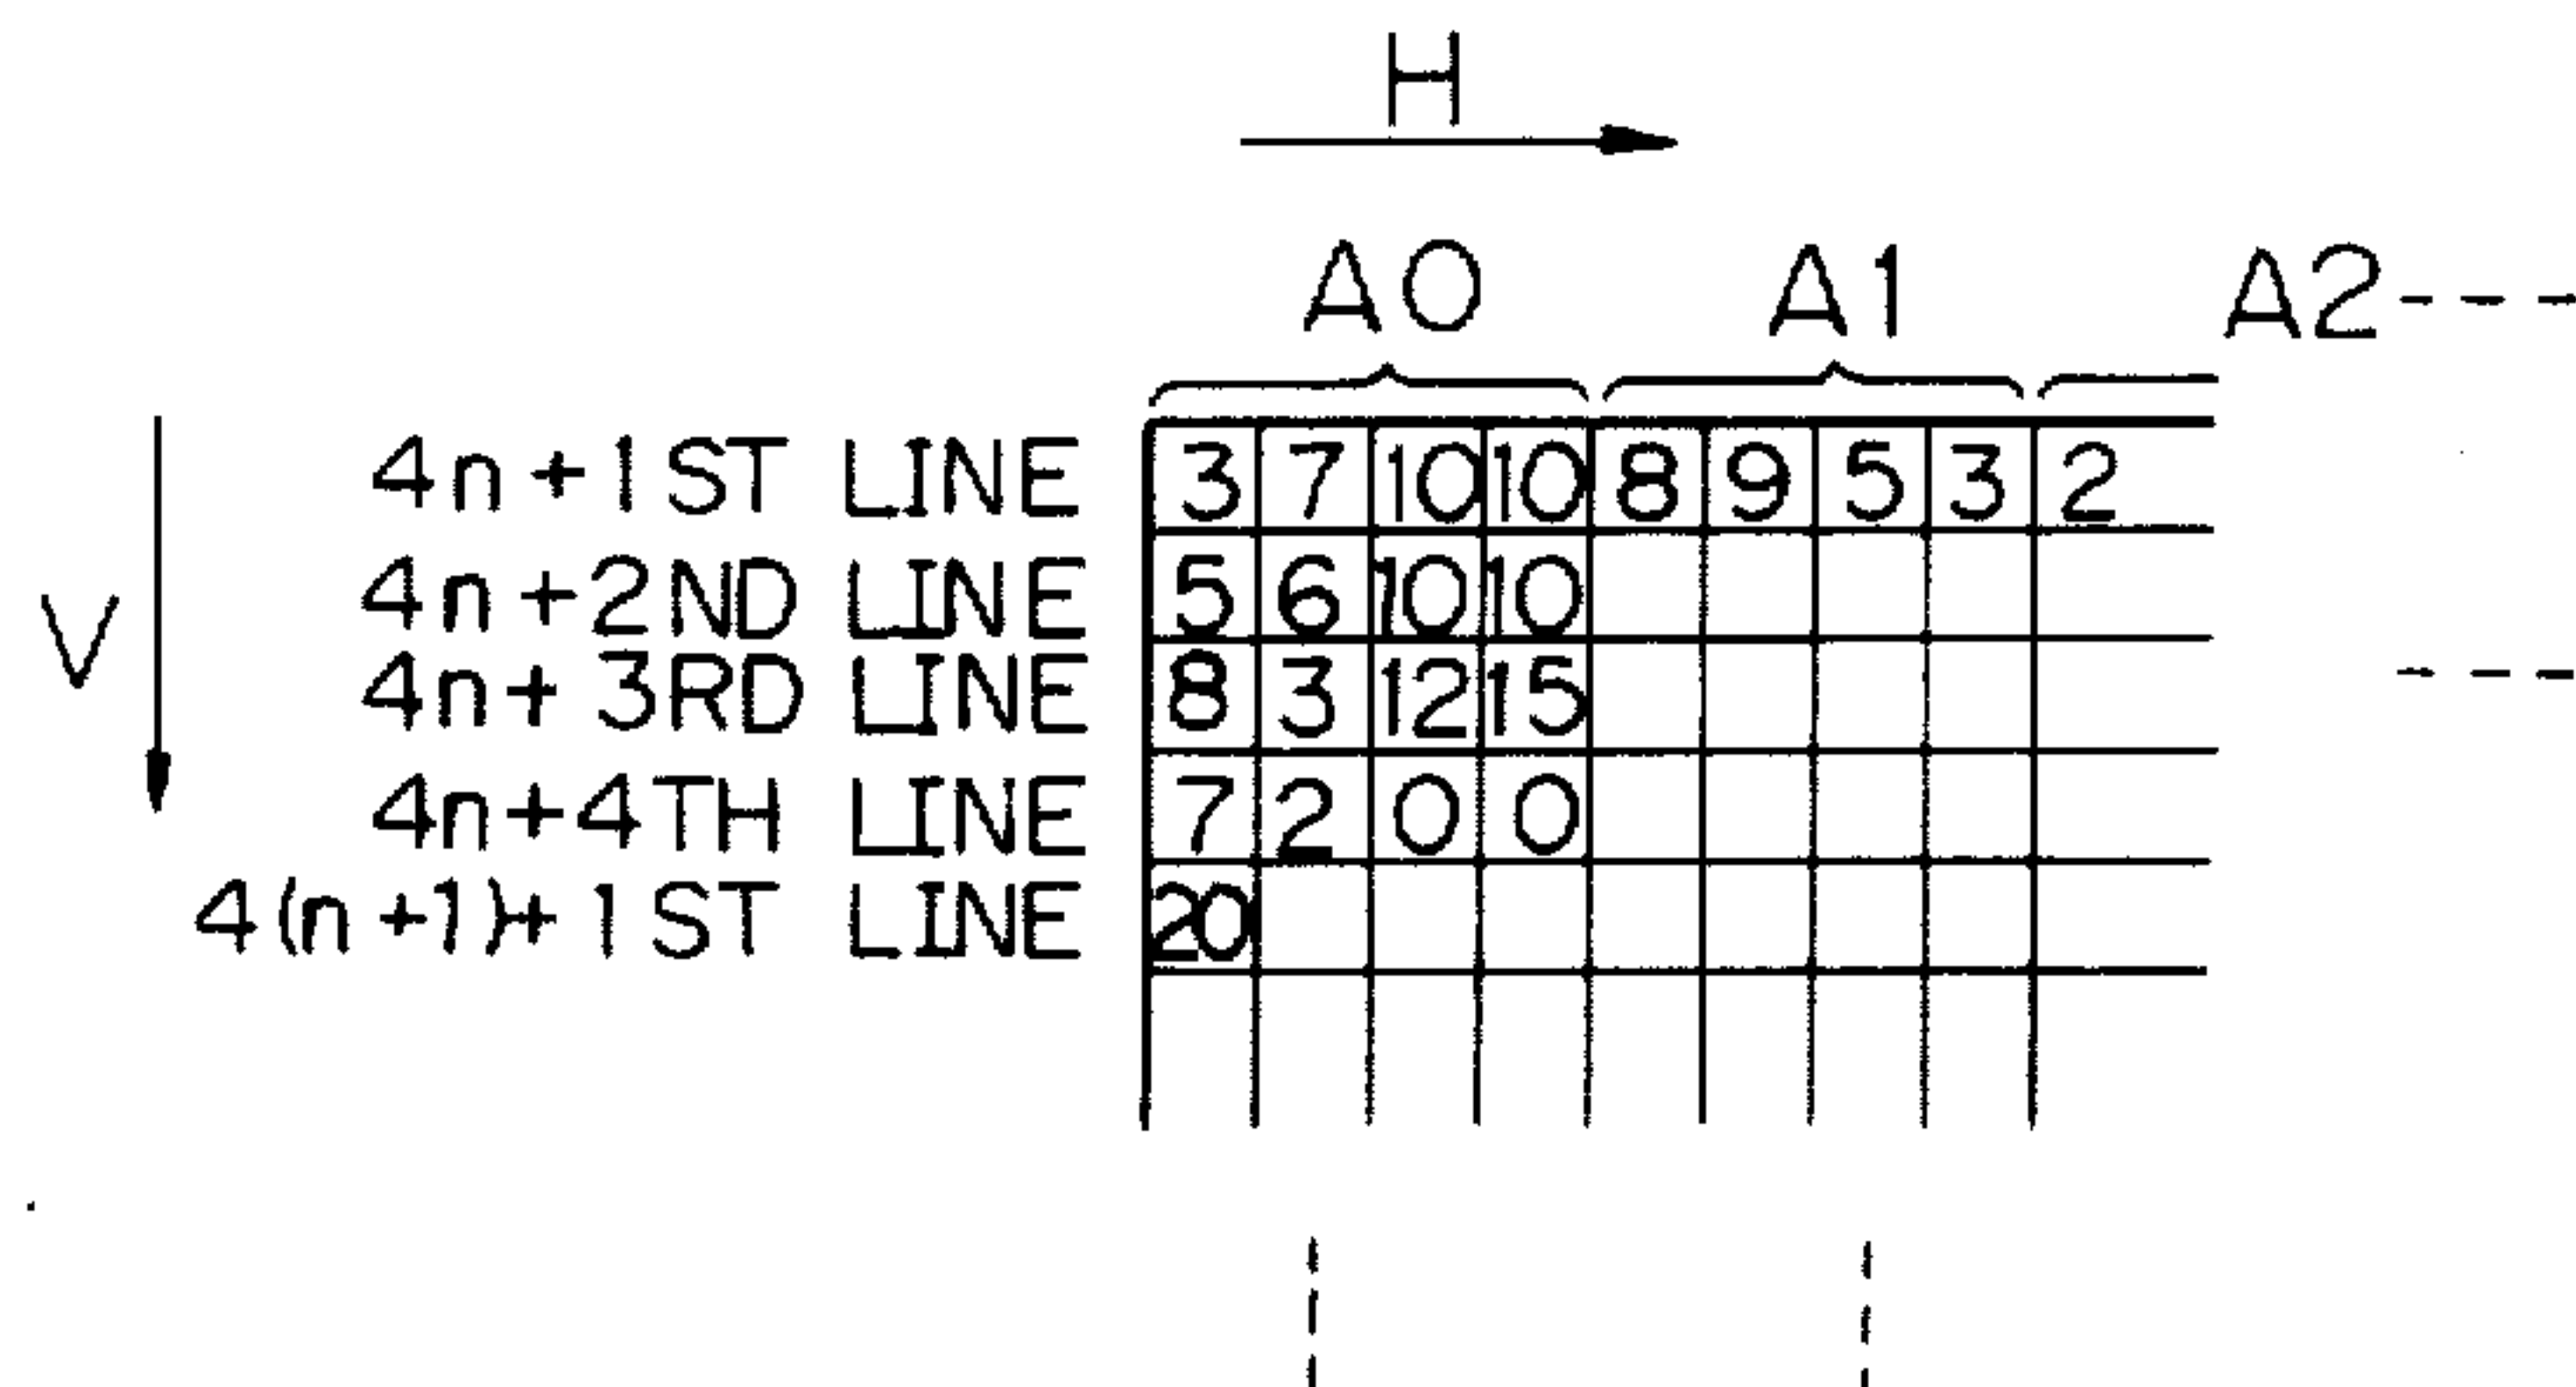 H
A0 A1 A2
4n+1ST LINE 3 7 10 10 8 9 5 3 2
4n+2ND LINE 5 6 10 10
V
4n+3RD LINE 8 3 12 15
4n+4TH LINE 7 2 0 0
4(n+1)+1ST LINE 20